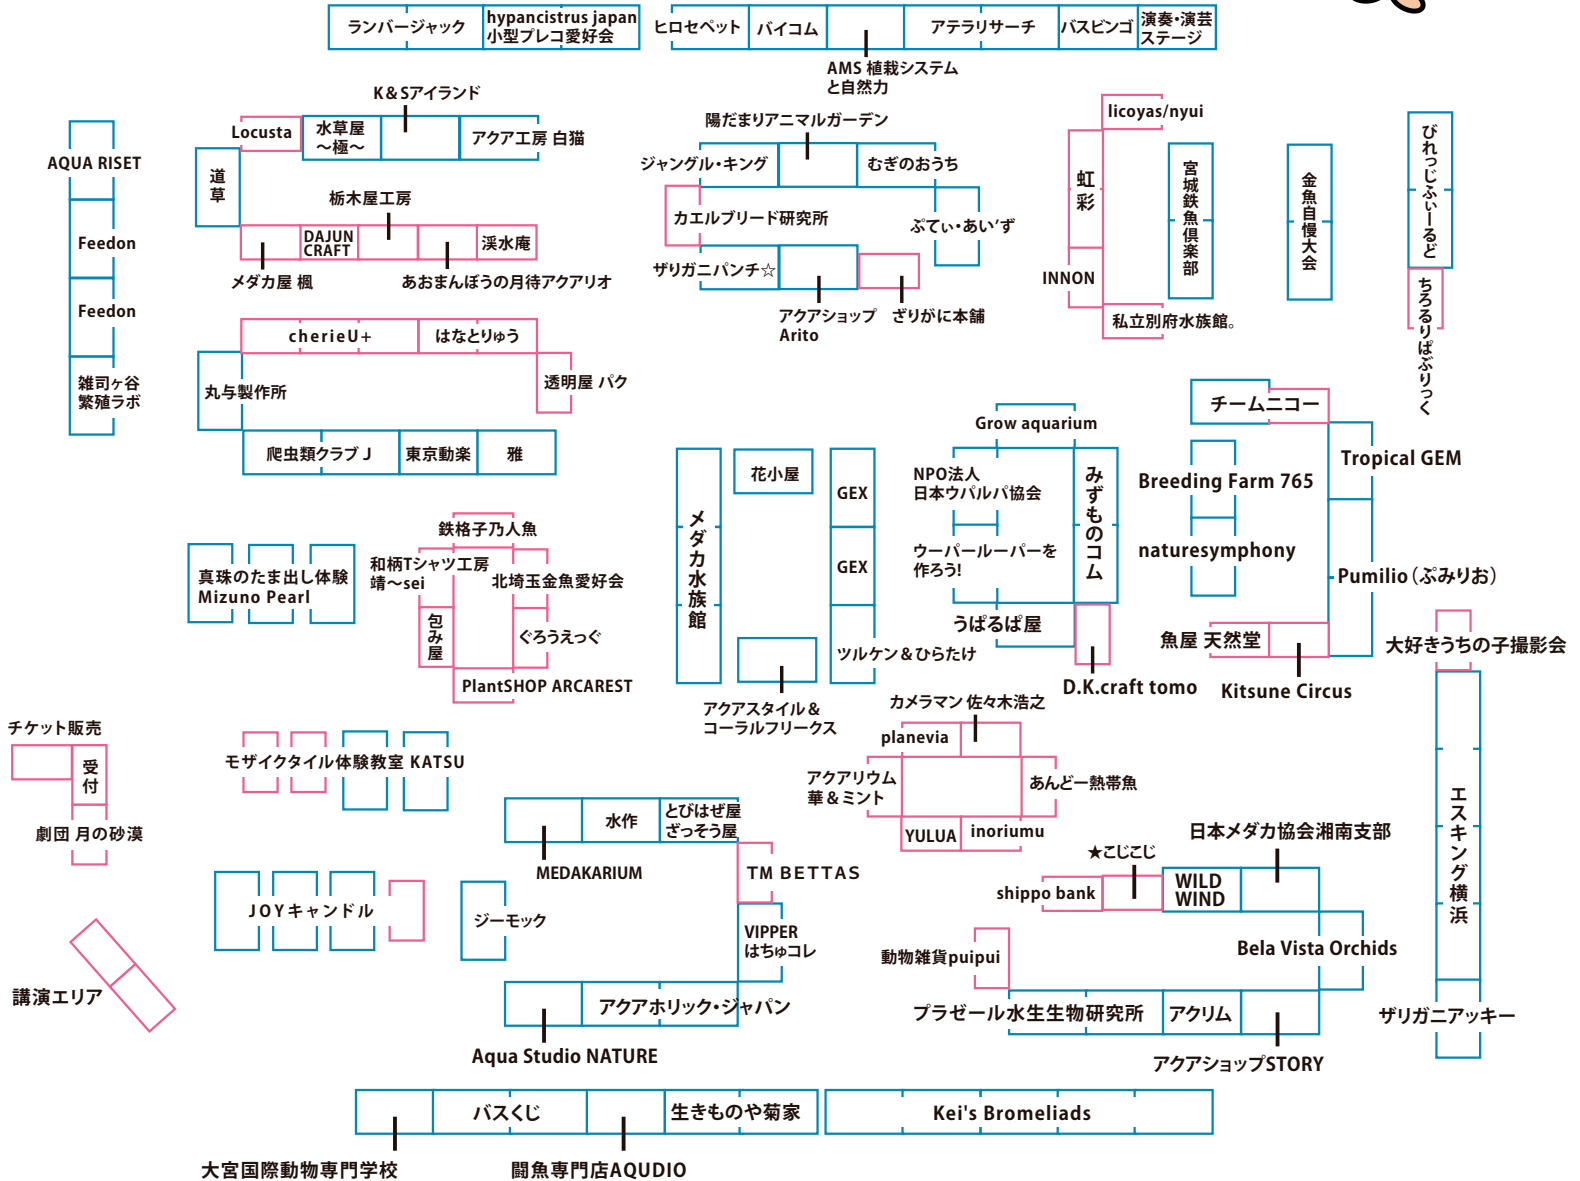 ランバージャック
hypancistrus japan
小型プレコ愛好会
ヒロセペット
バイコム
AMS 植栽システム
と自然力
アテラリサーチ
バスビンゴ
演奏・演芸
ステージ
AQUA RISET
Feedon
Feedon
雑司ヶ谷
繁殖ラボ
K＆Sアイランド
Locusta
水草屋
～極～
アクア工房 白猫
道草
栃木屋工房
DAJUN
CRAFT
渓水庵
メダカ屋 楓
あおまんぼうの月待アクアリオ
陽だまりアニマルガーデン
ジャングル・キング
むぎのおうち
カエルブリード研究所
ぷてぃ・あい'ず
ザりガニパンチ☆
アクアショップ
Arito
ざりがに本舗
licoyas/nyui
虹彩
INNON
私立別府水族館。
宮城鉄魚倶楽部
金魚自慢大会
びれっじふぃーるど
ちろるりぱぶりっく
cherieU+
はなとりゅう
丸与製作所
透明屋 パク
爬虫類クラブ J
東京動楽
雅
メダカ水族館
花小屋
GEX
GEX
ツルケン＆ひらたけ
アクアスタイル＆
コーラルフリークス
Grow aquarium
NPO法人
日本ウパルパ協会
ウーパールーパーを
作ろう!
みずものコム
うぱるぱ屋
D.K.craft tomo
チームニコー
Tropical GEM
Breeding Farm 765
naturesymphony
Pumilio（ぷみりお）
魚屋 天然堂
Kitsune Circus
鉄格子乃人魚
和柄Tシャツ工房
靖～sei
北埼玉金魚愛好会
包み屋
ぐろうえっぐ
PlantSHOP ARCAREST
真珠のたま出し体験
Mizuno Pearl
大好きうちの子撮影会
エスキング横浜
ザリガニアッキー
チケット販売
受付
劇団 月の砂漠
モザイクタイル体験教室 KATSU
カメラマン 佐々木浩之
planevia
アクアリウム
華＆ミント
あんどー熱帯魚
YULUA
inoriumu
水作
とびはぜ屋
ざっそう屋
MEDAKARIUM
TM BETTAS
ジーモック
VIPPER
はちゅコレ
アクアホリック・ジャパン
Aqua Studio NATURE
JOYキャンドル
講演エリア
日本メダカ協会湘南支部
★こじこじ
shippo bank
WILD
WIND
Bela Vista Orchids
動物雑貨puipui
プラゼール水生生物研究所
アクリム
アクアショップSTORY
バスくじ
生きものや菊家
Kei's Bromeliads
大宮国際動物専門学校
闘魚専門店AQUDIO